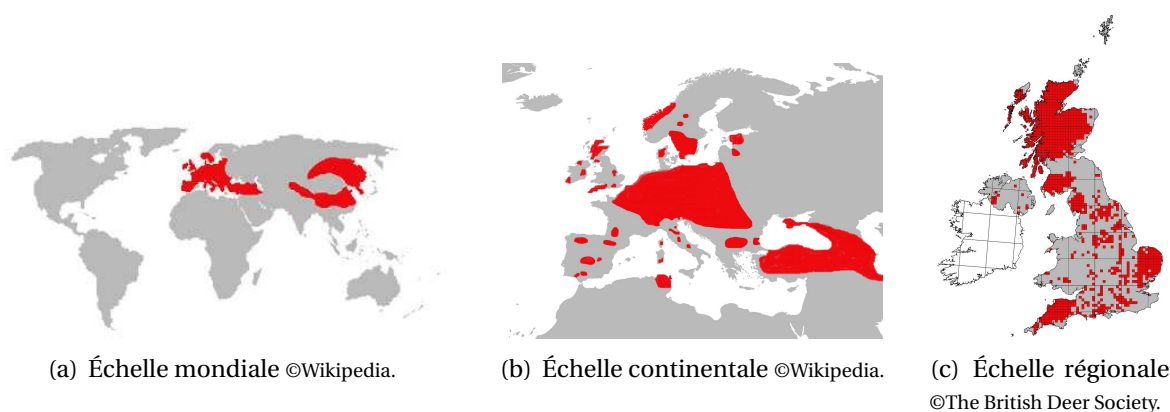 (a) Échelle mondiale ©Wikipedia.
(b) Échelle continentale ©Wikipedia.
(c) Échelle régionale
©The British Deer Society.